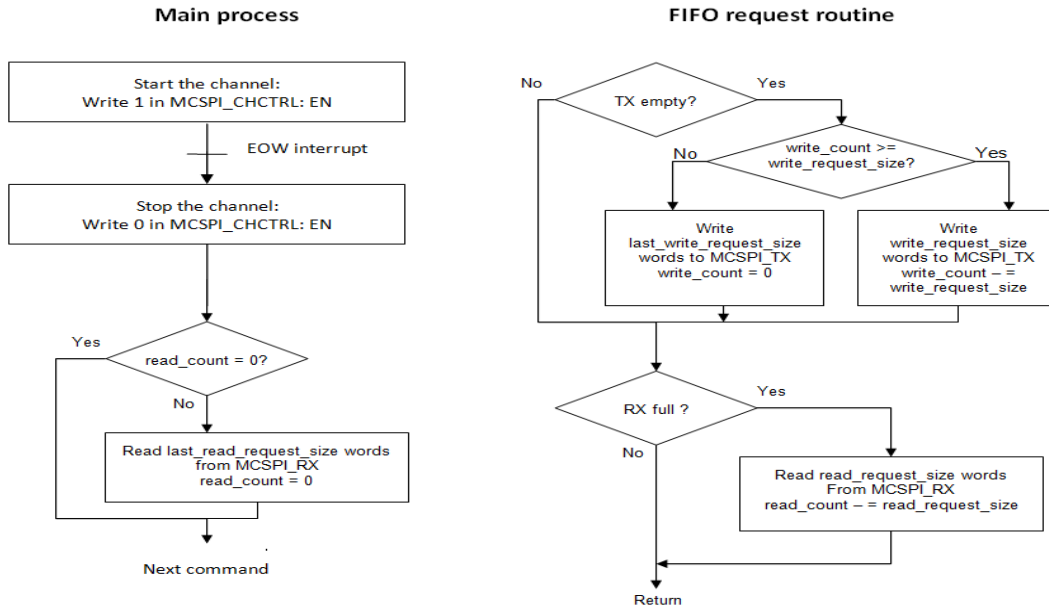 Main process
Start the channel:
Write 1 in MCSPI_CHCTRL: EN
EOW interrupt
Stop the channel:
Write 0 in MCSPI_CHCTRL: EN
Yes
read_count = 0?
No
Read last_read_request_size words
from MCSPI_RX
read_count = 0
Next command
FIFO request routine
No
Yes
TX empty?
write_count >=
write_request_size?
No
Yes
Write
last_write_request_size
words to MCSPI_TX
write_count = 0
Write
write_request_size
words to MCSPI_TX
write_count – =
write_request_size
RX full ?
Yes
No
Read read_request_size words
From MCSPI_RX
read_count – = read_request_size
Return